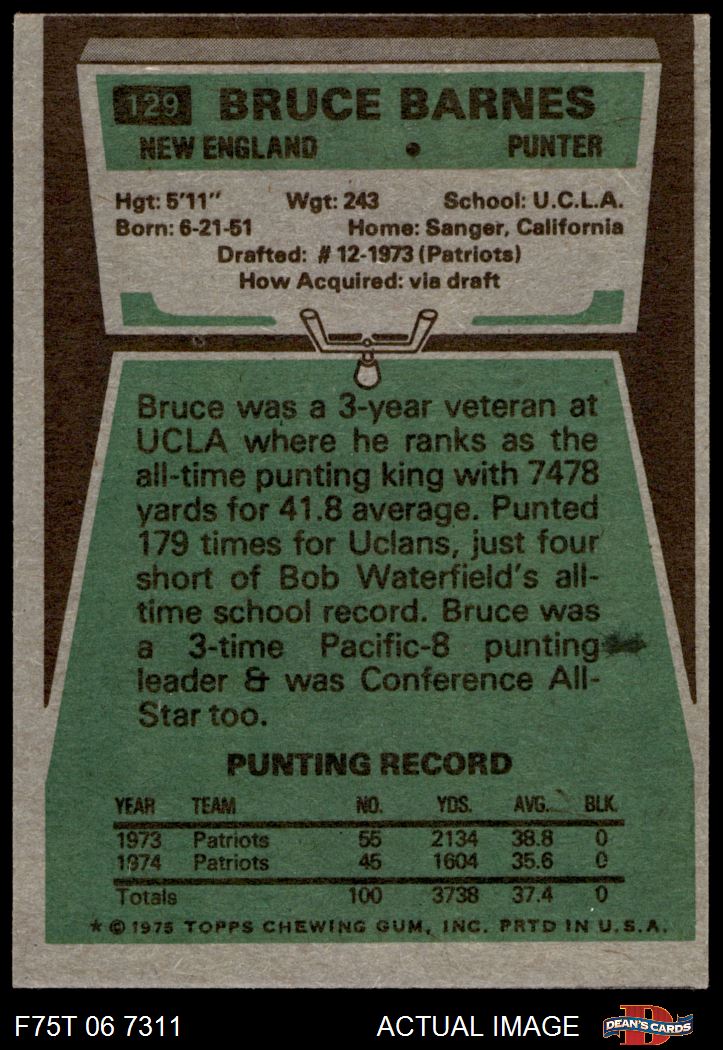 129 BRUCE BARNES
NEW ENGLAND • PUNTER
Hgt: 5'11" Wgt: 243 School: U.C.L.A.
Born: 6-21-51 Home: Sanger, California
Drafted: #12-1973 (Patriots)
How Acquired: via draft
Bruce was a 3-year veteran at
UCLA where he ranks as the
all-time punting king with 7478
yards for 41.8 average. Punted
179 times for Uclans, just four
short of Bob Waterfield's all-
time school record. Bruce was
a 3-time Pacific-8 punting
leader & was Conference All-
Star too.
PUNTING RECORD
YEAR TEAM NO. YDS. AVG. BLK.
1973 Patriots 55 2134 38.8 0
1974 Patriots 45 1604 35.6 0
Totals 100 3738 37.4 0
* © 1975 TOPPS CHEWING GUM, INC. PRTD IN U.S.A.
F75T 06 7311 ACTUAL IMAGE D DEAN'S CARDS